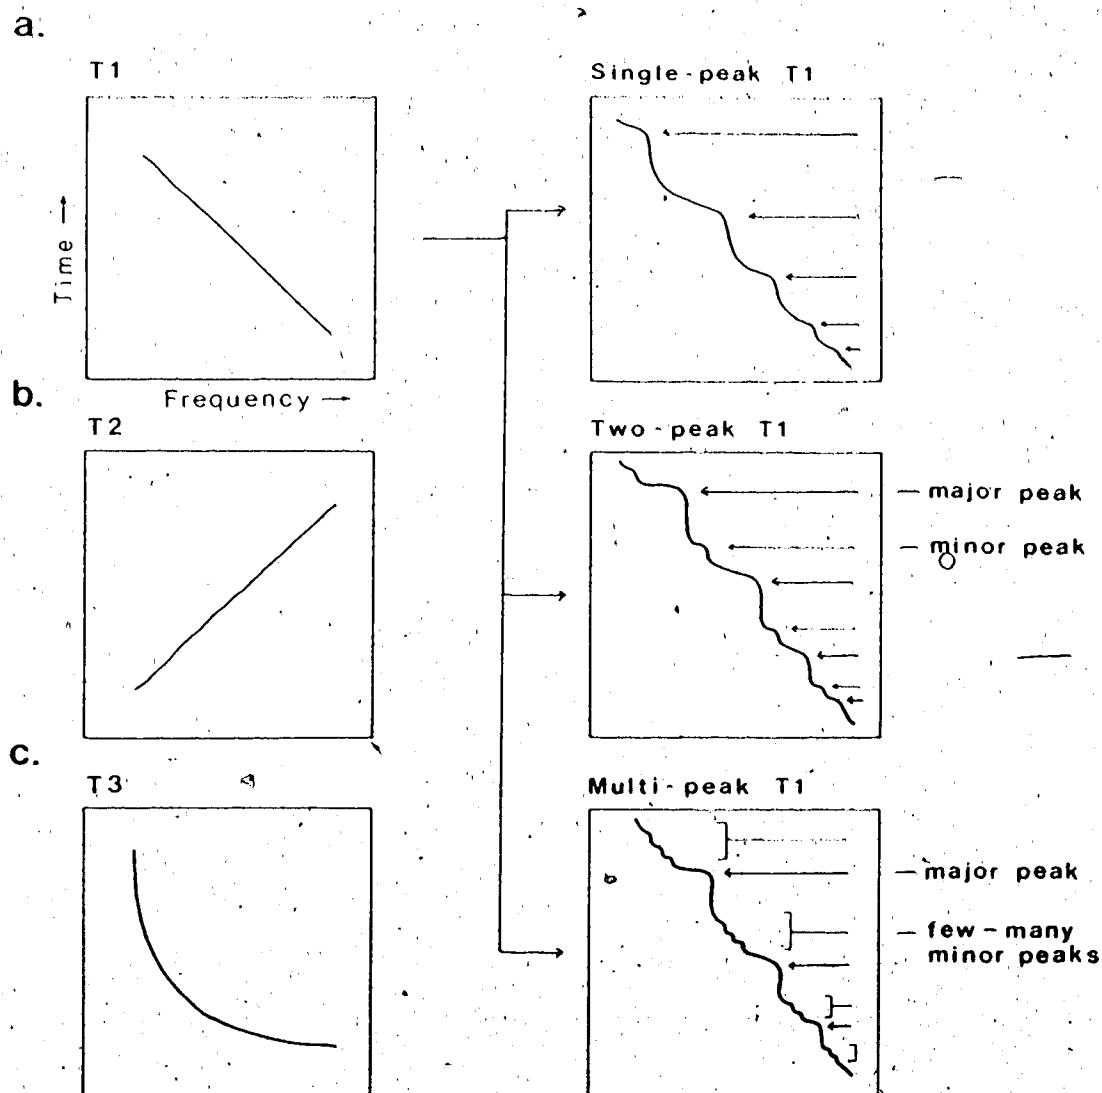 a.
T1
Single-peak T1
Time →
Frequency →
b.
T2
Two-peak T1
— major peak
— minor peak
c.
T3
Multi-peak T1
— major peak
— few-many
minor peaks